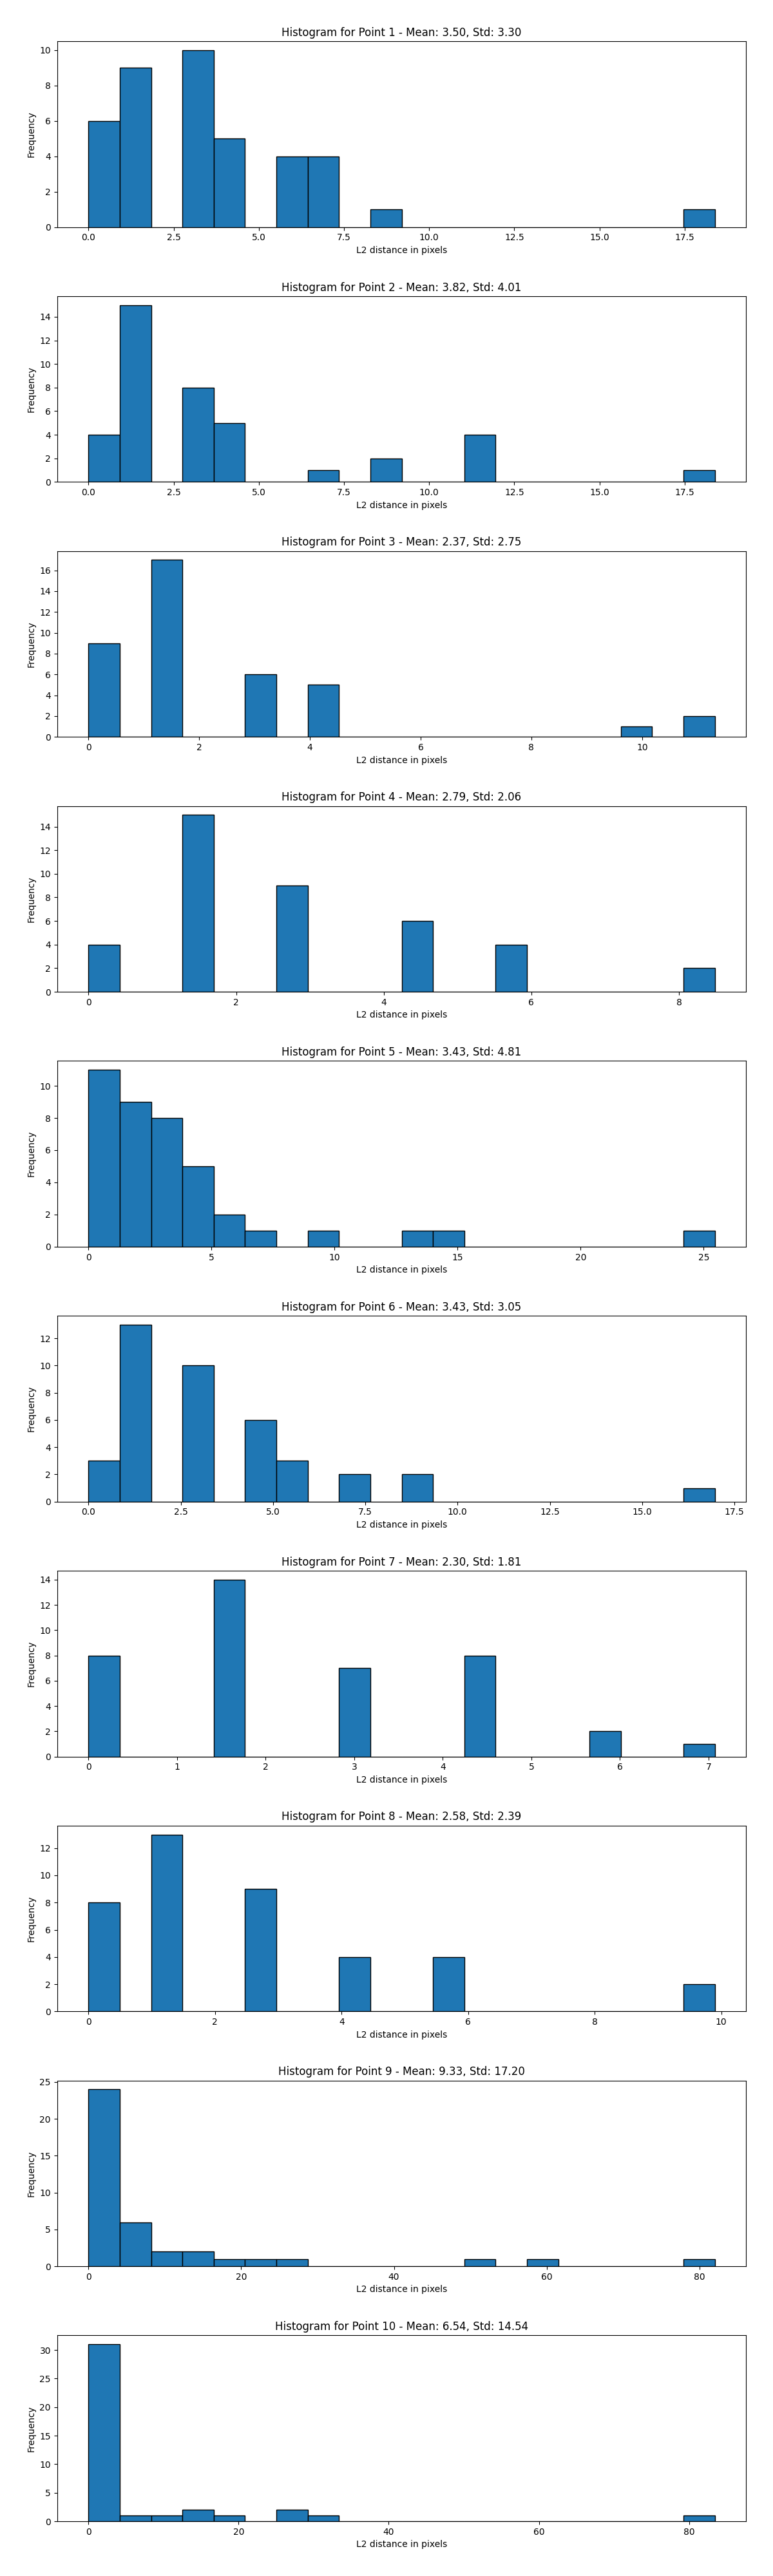 Histogram for Point 1 - Mean: 3.50, Std: 3.30
10
8
6
4
2
0
Frequency
0.0 2.5 5.0 7.5 10.0 12.5 15.0 17.5
L2 distance in pixels
Histogram for Point 2 - Mean: 3.82, Std: 4.01
14
12
10
8
6
4
2
0
Frequency
0.0 2.5 5.0 7.5 10.0 12.5 15.0 17.5
L2 distance in pixels
Histogram for Point 3 - Mean: 2.37, Std: 2.75
16
14
12
10
8
6
4
2
0
Frequency
0 2 4 6 8 10
L2 distance in pixels
Histogram for Point 4 - Mean: 2.79, Std: 2.06
14
12
10
8
6
4
2
0
Frequency
0 2 4 6 8
L2 distance in pixels
Histogram for Point 5 - Mean: 3.43, Std: 4.81
10
8
6
4
2
0
Frequency
0 5 10 15 20 25
L2 distance in pixels
Histogram for Point 6 - Mean: 3.43, Std: 3.05
12
10
8
6
4
2
0
Frequency
0.0 2.5 5.0 7.5 10.0 12.5 15.0 17.5
L2 distance in pixels
Histogram for Point 7 - Mean: 2.30, Std: 1.81
14
12
10
8
6
4
2
0
Frequency
0 1 2 3 4 5 6 7
L2 distance in pixels
Histogram for Point 8 - Mean: 2.58, Std: 2.39
12
10
8
6
4
2
0
Frequency
0 2 4 6 8 10
L2 distance in pixels
Histogram for Point 9 - Mean: 9.33, Std: 17.20
25
20
15
10
5
0
Frequency
0 20 40 60 80
L2 distance in pixels
Histogram for Point 10 - Mean: 6.54, Std: 14.54
30
25
20
15
10
5
0
Frequency
0 20 40 60 80
L2 distance in pixels